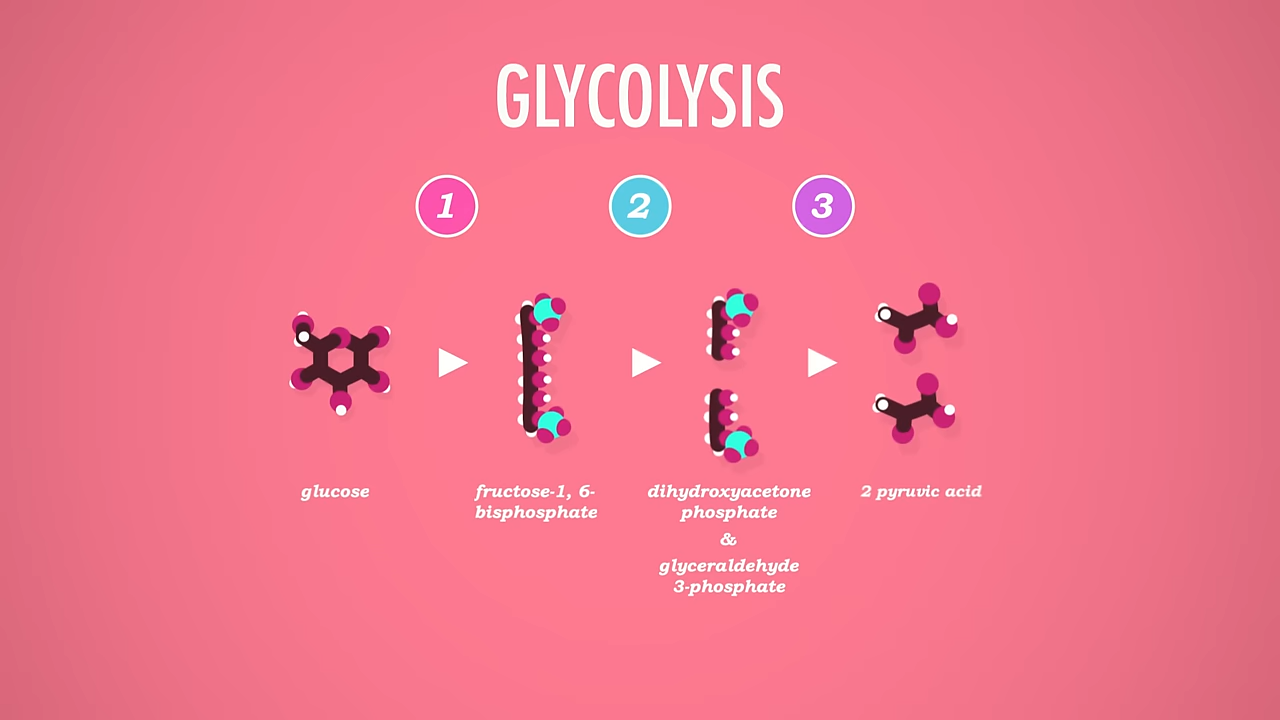 GLYCOLYSIS
1
2
3
glucose
fructose-1, 6-
bisphosphate
dihydroxyacetone
phosphate
&
glyceraldehyde
3-phosphate
2 pyruvic acid